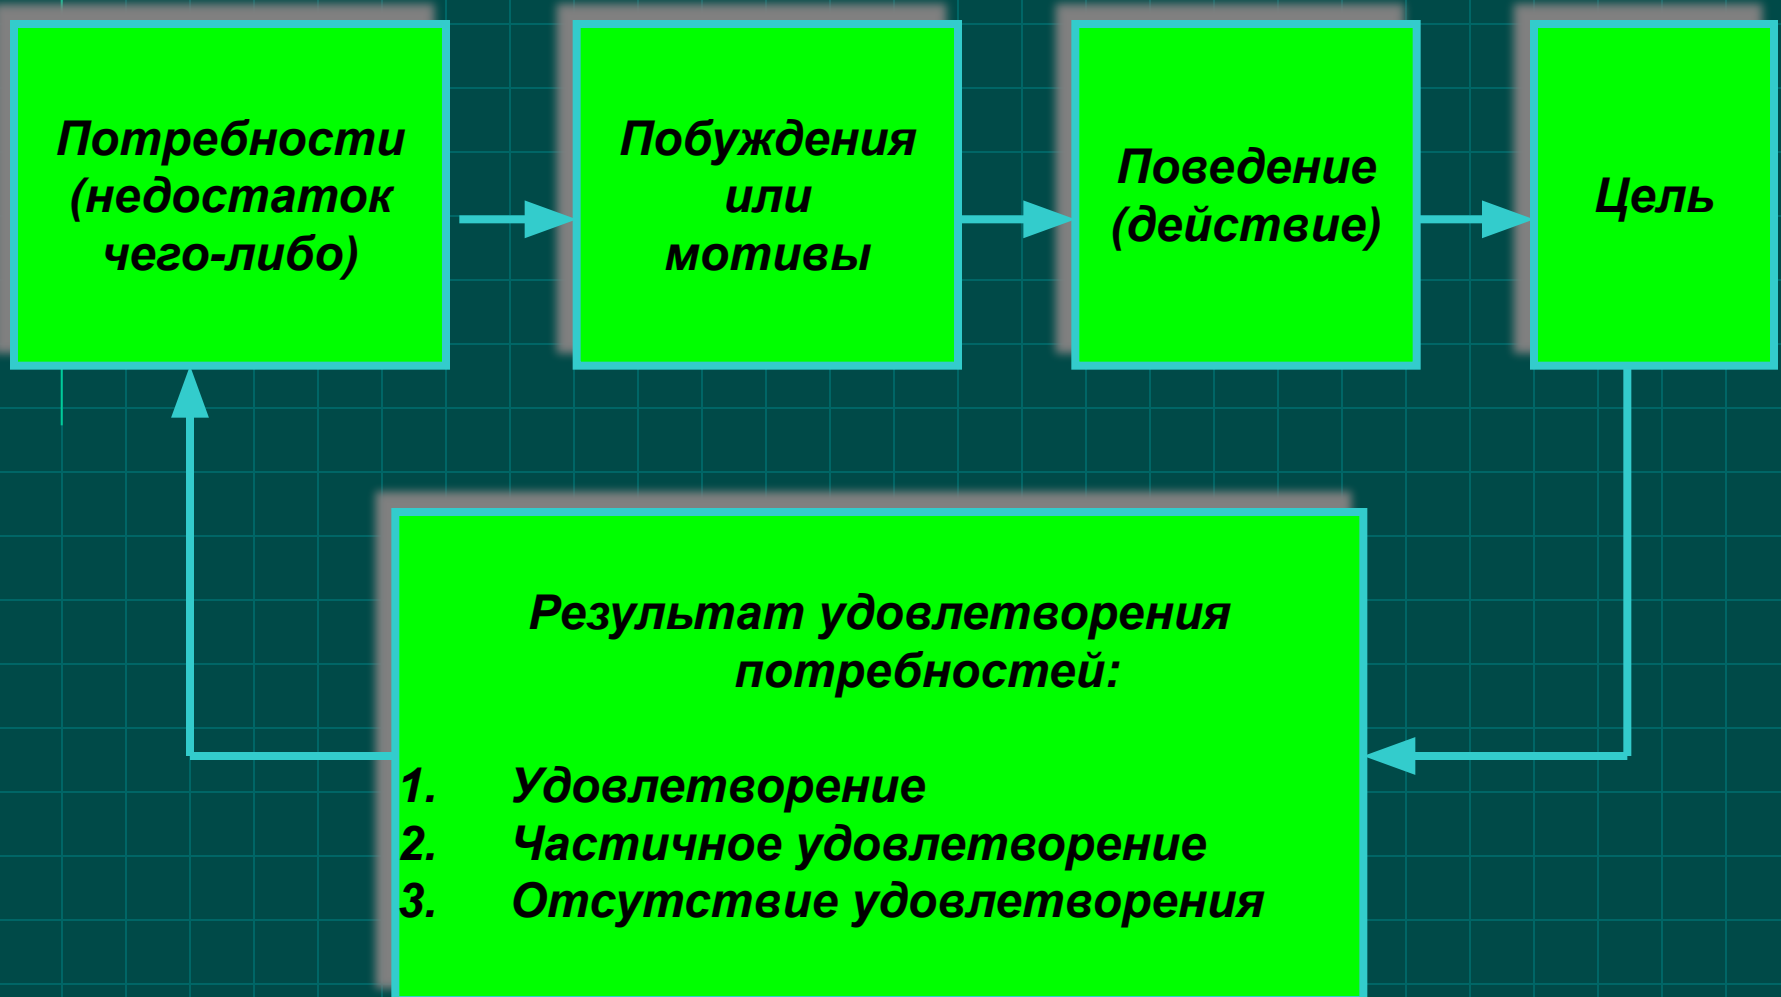 Потребности
(недостаток
чего-либо)
Побуждения
или
мотивы
Поведение
(действие)
Цель
Результат удовлетворения
потребностей:
1. Удовлетворение
2. Частичное удовлетворение
3. Отсутствие удовлетворения